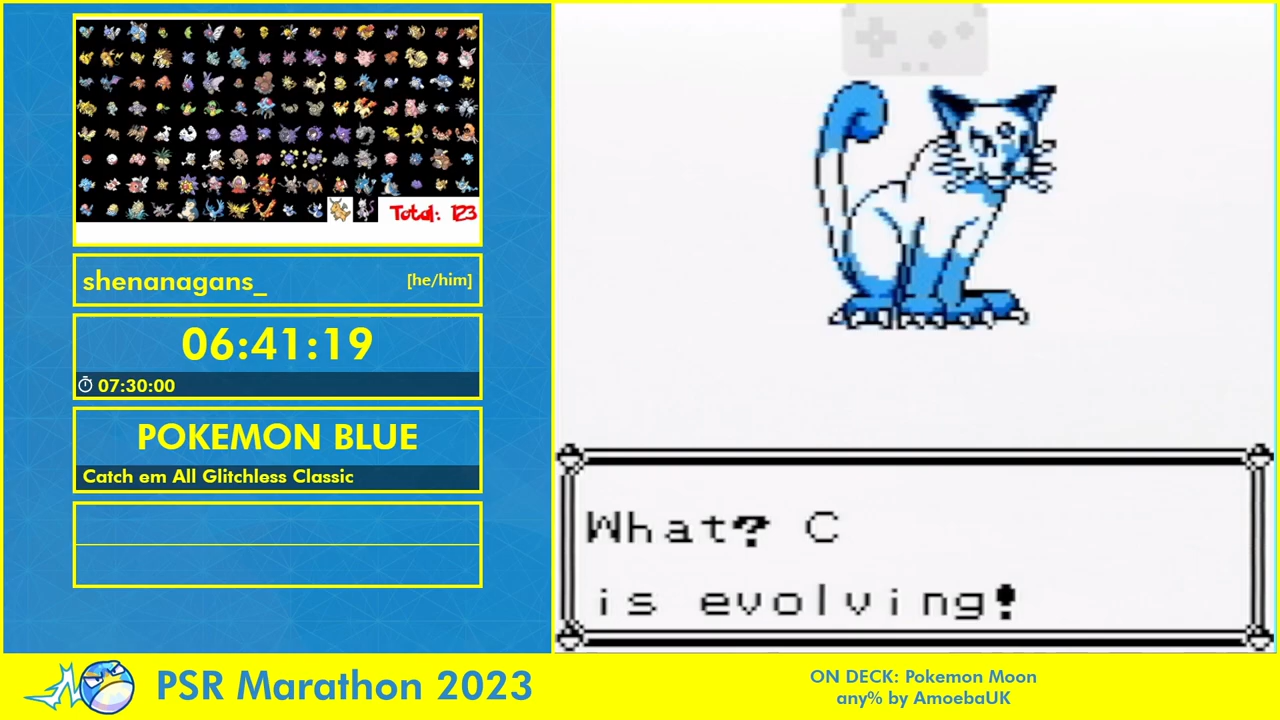 Total: 123
shenanagans_ [he/him]
06:41:19
07:30:00
POKEMON BLUE
Catch em All Glitchless Classic
What? C
is evolving!
PSR Marathon 2023
ON DECK: Pokemon Moon
any% by AmoebaUK